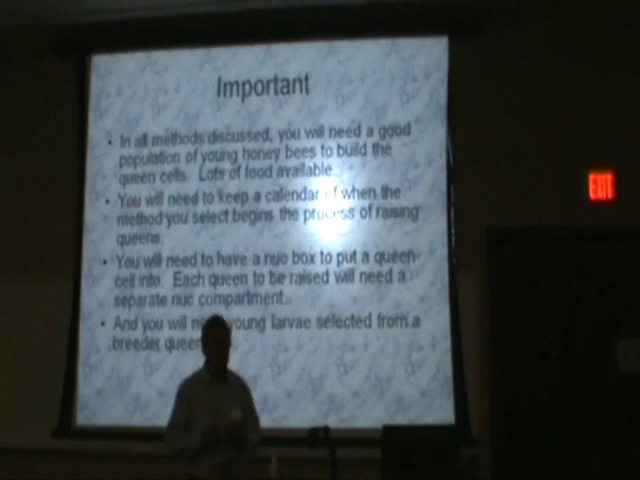 Important
• In all methods discussed, you will need a good
population of young honey bees to build the
queen cells. Lots of food available.
• You will need to keep a calendar of when the
method you select begins the process of raising
queens.
• You will need to have a nuc box to put a queen
cell into. Each queen to be raised will need a
separate nuc compartment.
• And you will young larvae selected from a
breeder queen
EXIT